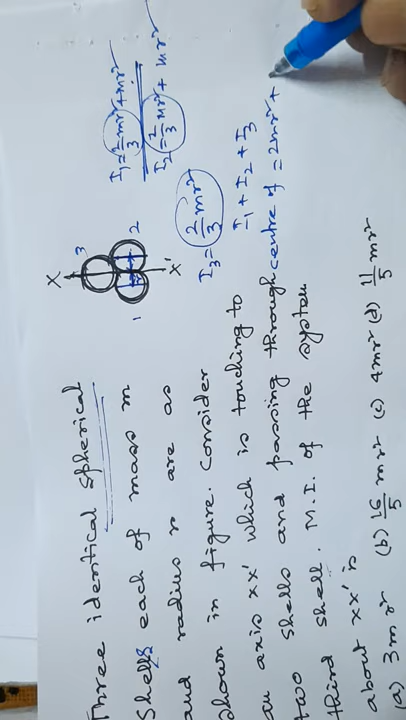 Three identical spherical
Shells each of mass m
and radius r are as
shown in figure. Consider
an axis xx' which is touching to
two shells and passing through centre of
third shell. M.I. of the system
about xx' is
(a) 3mr² (b) 16/5 mr² (c) 4mr² (d) 11/5 mr²
X
3
1 2
X'
I₁ = 2/3 mr² + mr²
I₂ = 2/3 mr² + mr²
I₃ = 2/3 mr²
I₁ + I₂ + I₃
= 2mr² +